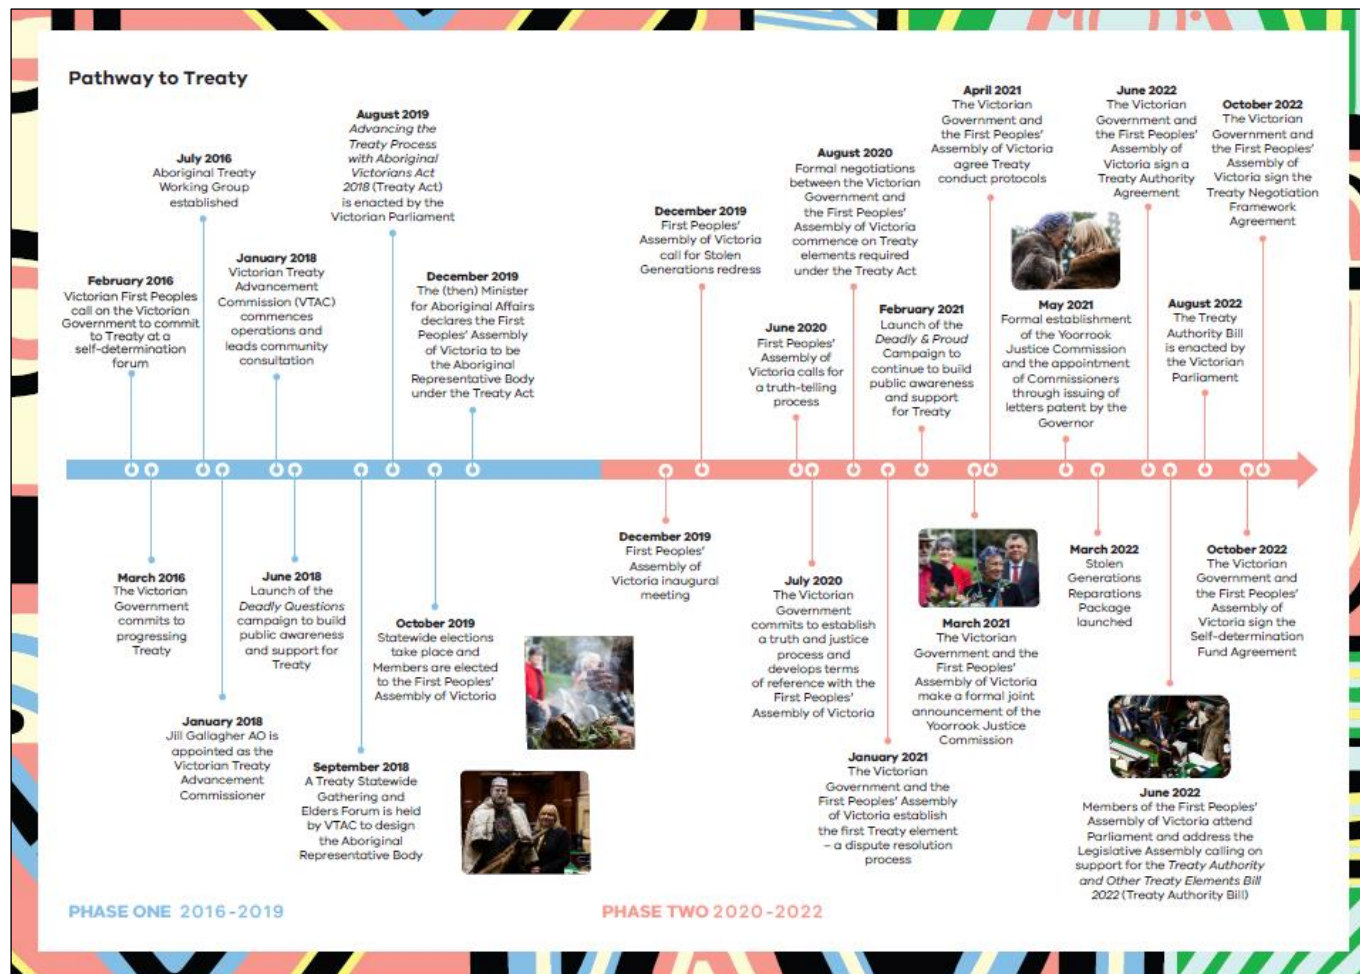 Pathway to Treaty
February 2016
Victorian First Peoples
call on the Victorian
Government to commit
to Treaty at a
self-determination
forum
March 2016
The Victorian
Government
commits to
progressing
Treaty
July 2016
Aboriginal Treaty
Working Group
established
January 2018
Jill Gallagher AO is
appointed as the
Victorian Treaty
Advancement
Commissioner
January 2018
Victorian Treaty
Advancement
Commission (VTAC)
commences
operations and
leads community
consultation
June 2018
Launch of the
Deadly Questions
campaign to build
public awareness
and support for
Treaty
September 2018
A Treaty Statewide
Gathering and
Elders Forum is held
by VTAC to design
the Aboriginal
Representative Body
August 2019
Advancing the
Treaty Process
with Aboriginal
Victorians Act
2018 (Treaty Act)
is enacted by the
Victorian Parliament
October 2019
Statewide elections
take place and
Members are elected
to the First Peoples'
Assembly of Victoria
December 2019
The (then) Minister
for Aboriginal Affairs
declares the First
Peoples' Assembly
of Victoria to be
the Aboriginal
Representative Body
under the Treaty Act
December 2019
First Peoples'
Assembly of
Victoria inaugural
meeting
December 2019
First Peoples'
Assembly of Victoria
call for Stolen
Generations redress
June 2020
First Peoples'
Assembly of
Victoria calls for
a truth-telling
process
July 2020
The Victorian
Government
commits to establish
a truth and justice
process and
develops terms
of reference with the
First Peoples'
Assembly of Victoria
August 2020
Formal negotiations
between the Victorian
Government and
the First Peoples'
Assembly of Victoria
commence on Treaty
elements required
under the Treaty Act
January 2021
The Victorian
Government and the
First Peoples' Assembly
of Victoria establish
the first Treaty element
– a dispute resolution
process
February 2021
Launch of the
Deadly & Proud
Campaign to
continue to build
public awareness
and support
for Treaty
March 2021
The Victorian
Government and the
First Peoples'
Assembly of Victoria
make a formal joint
announcement of the
Yoorrook Justice
Commission
April 2021
The Victorian
Government and
the First Peoples'
Assembly of Victoria
agree Treaty
conduct protocols
May 2021
Formal establishment
of the Yoorrook
Justice Commission
and the appointment
of Commissioners
through issuing of
letters patent by the
Governor
March 2022
Stolen
Generations
Reparations
Package
launched
June 2022
The Victorian
Government and
the First Peoples'
Assembly of
Victoria sign a
Treaty Authority
Agreement
June 2022
Members of the First Peoples'
Assembly of Victoria attend
Parliament and address the
Legislative Assembly calling on
support for the Treaty Authority
and Other Treaty Elements Bill
2022 (Treaty Authority Bill)
August 2022
The Treaty
Authority Bill
is enacted by
the Victorian
Parliament
October 2022
The Victorian
Government and
the First Peoples'
Assembly of
Victoria sign the
Self-determination
Fund Agreement
October 2022
The Victorian
Government and
the First Peoples'
Assembly of
Victoria sign the
Treaty Negotiation
Framework
Agreement
PHASE ONE 2016-2019
PHASE TWO 2020-2022